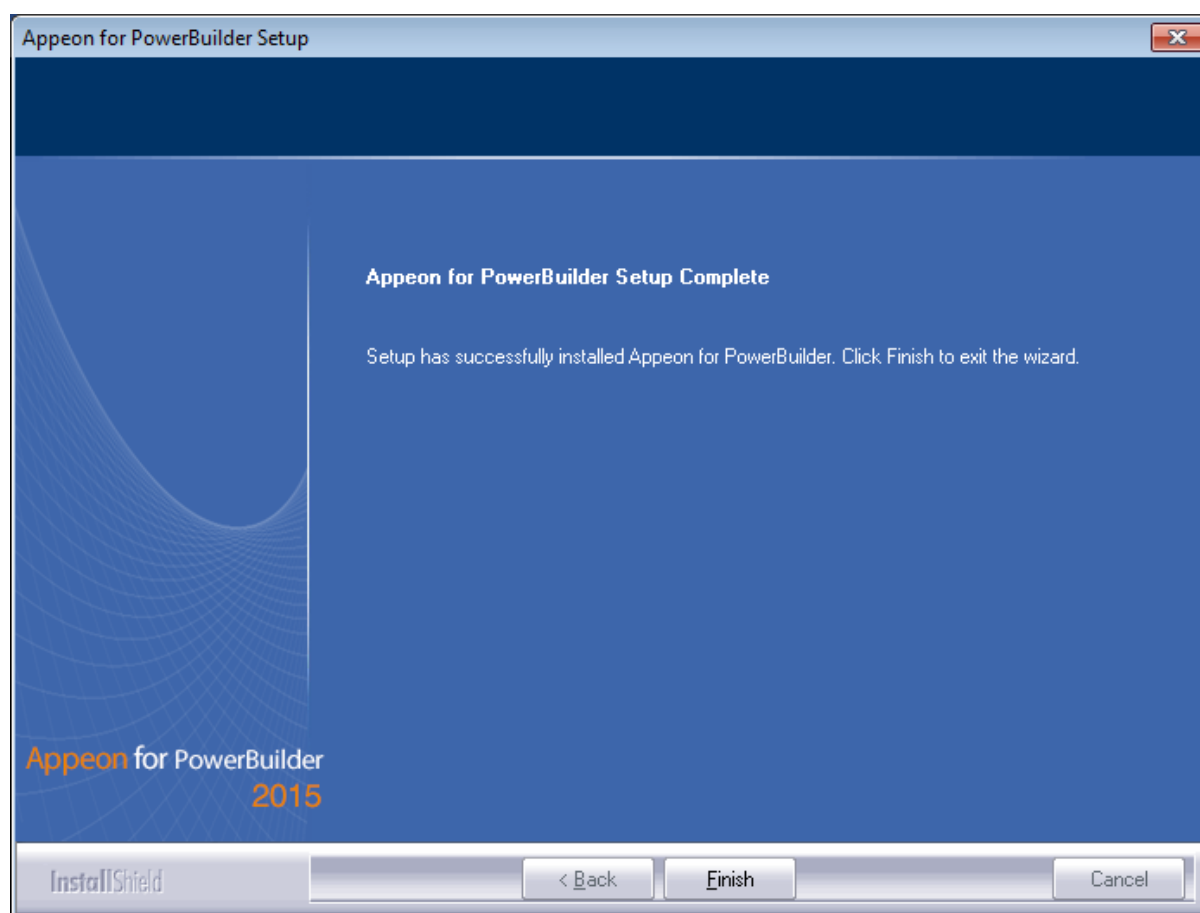 Appeon for PowerBuilder Setup
Appeon for PowerBuilder Setup Complete
Setup has successfully installed Appeon for PowerBuilder. Click Finish to exit the wizard.
Appeon for PowerBuilder
2015
InstallShield
< Back
Finish
Cancel